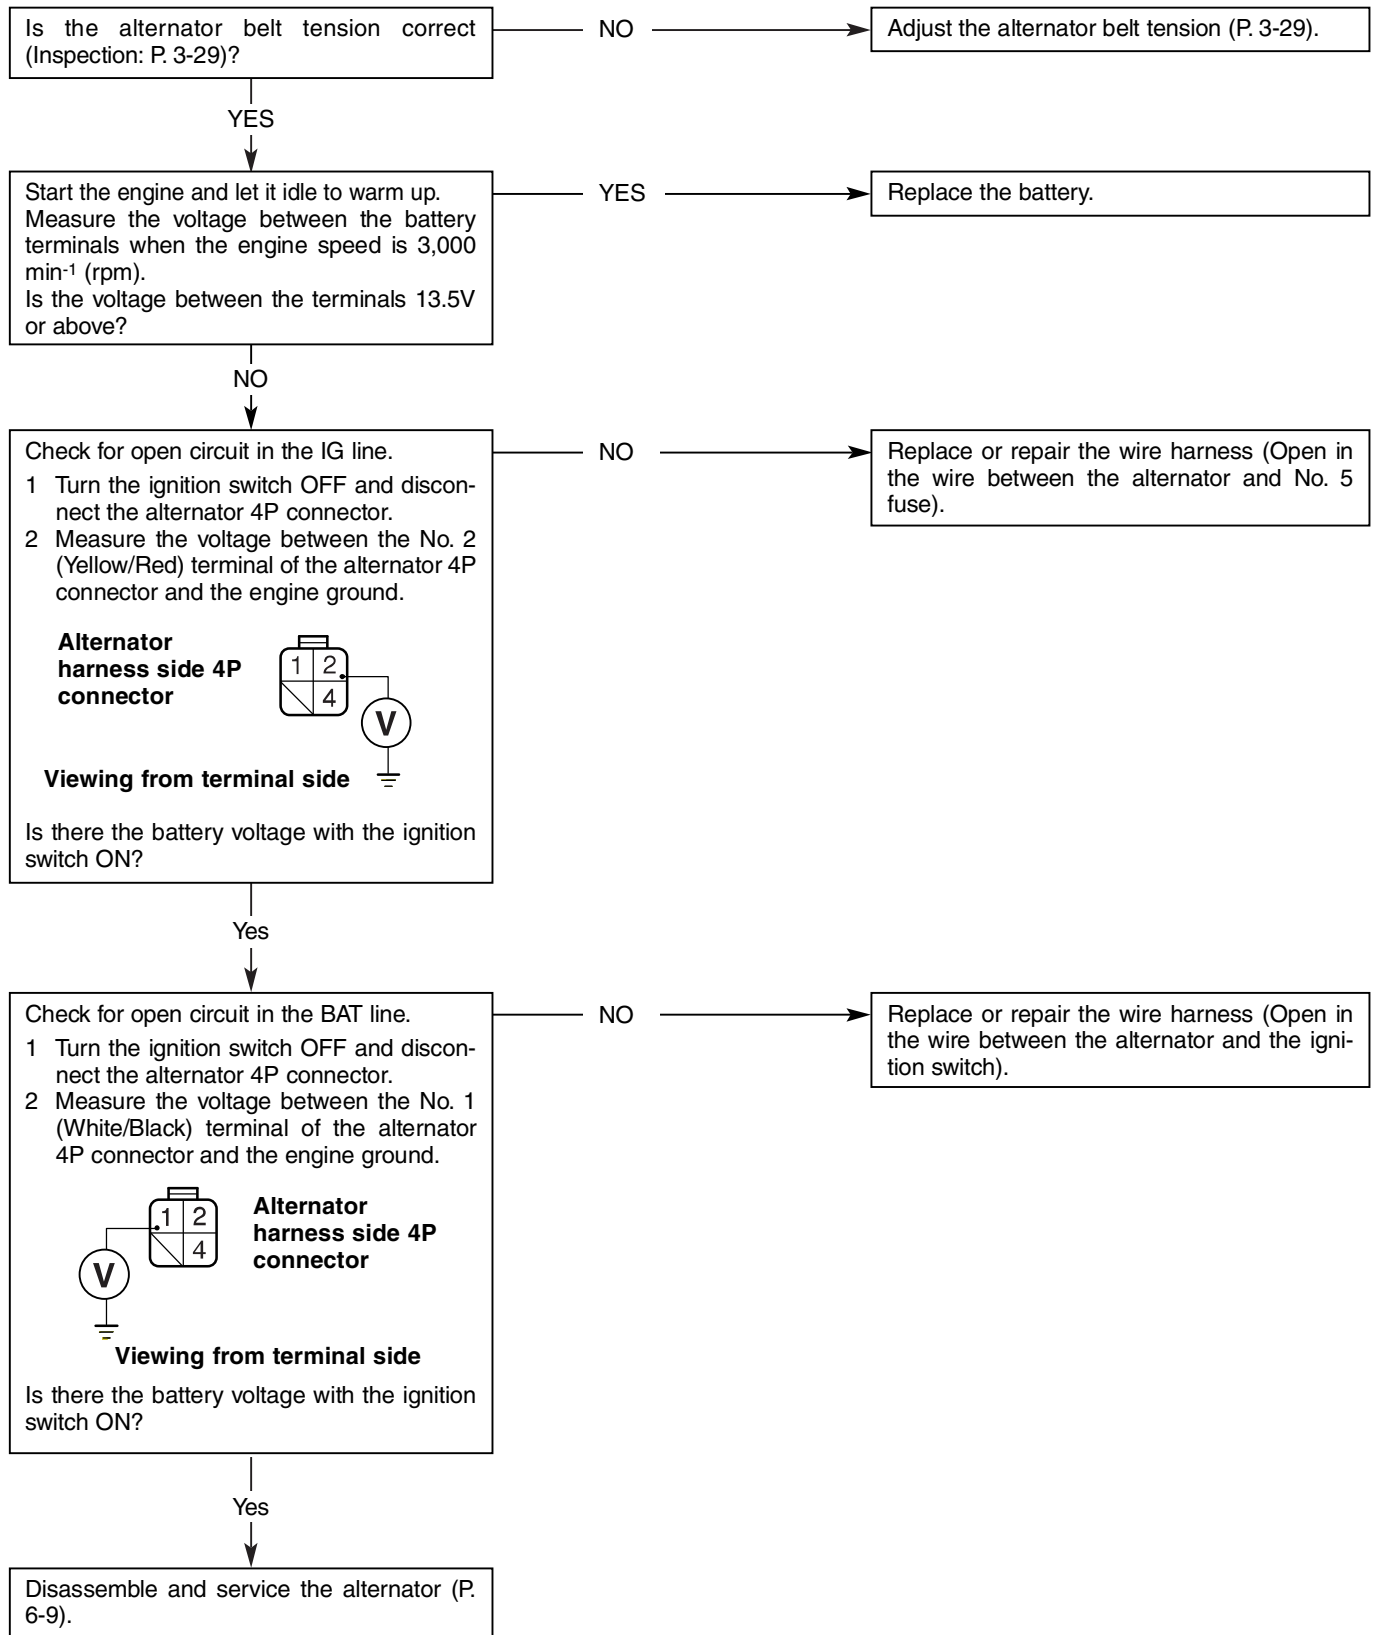 Is the alternator belt tension correct
(Inspection: P. 3-29)?
NO
Adjust the alternator belt tension (P. 3-29).
YES
Start the engine and let it idle to warm up.
Measure the voltage between the battery
terminals when the engine speed is 3,000
min-1 (rpm).
Is the voltage between the terminals 13.5V
or above?
YES
Replace the battery.
NO
Check for open circuit in the IG line.
1 Turn the ignition switch OFF and discon-
nect the alternator 4P connector.
2 Measure the voltage between the No. 2
(Yellow/Red) terminal of the alternator 4P
connector and the engine ground.
Alternator
harness side 4P
connector
1 2
4
V
Viewing from terminal side
Is there the battery voltage with the ignition
switch ON?
NO
Replace or repair the wire harness (Open in
the wire between the alternator and No. 5
fuse).
Yes
Check for open circuit in the BAT line.
1 Turn the ignition switch OFF and discon-
nect the alternator 4P connector.
2 Measure the voltage between the No. 1
(White/Black) terminal of the alternator
4P connector and the engine ground.
1 2
4
V
Alternator
harness side 4P
connector
Viewing from terminal side
Is there the battery voltage with the ignition
switch ON?
NO
Replace or repair the wire harness (Open in
the wire between the alternator and the igni-
tion switch).
Yes
Disassemble and service the alternator (P.
6-9).